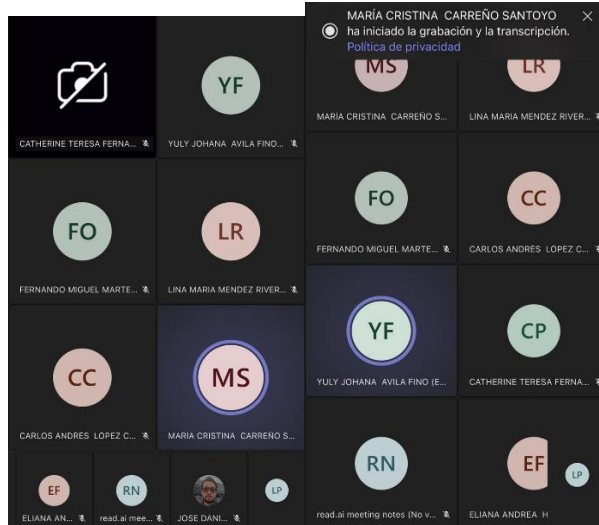 CATHERINE TERESA FERNA...
YF
YULY JOHANA AVILA FINO...
FO
FERNANDO MIGUEL MARTE...
LR
LINA MARIA MENDEZ RIVER...
CC
CARLOS ANDRES LOPEZ C...
MS
MARÍA CRISTINA CARREÑO S...
EF
ELIANA AN...
RN
read.ai mee...
JOSE DANI...
LP
MARÍA CRISTINA CARREÑO SANTOYO
ha iniciado la grabación y la transcripción.
Política de privacidad
MS
MARÍA CRISTINA CARREÑO S...
LR
LINA MARIA MENDEZ RIVER...
FO
FERNANDO MIGUEL MARTE...
CC
CARLOS ANDRES LOPEZ C...
YF
YULY JOHANA AVILA FINO (E...
CP
CATHERINE TERESA FERNA...
RN
read.ai meeting notes (No v...
EF
ELIANA ANDREA H
LP